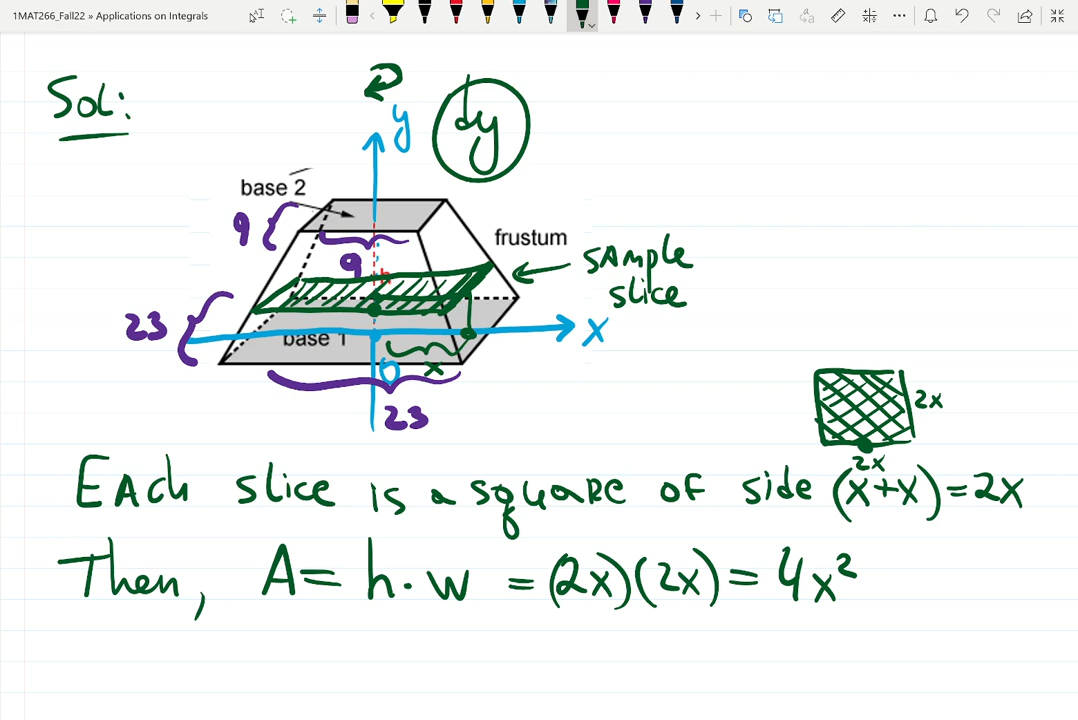 1MAT266_Fall22 » Applications on Integrals
Sol:
y
dy
base 2
9
9
h
frustum
SAMPLE
Slice
23
base 1
X
0
x
23
2x
2x
EACH slice is a square of side (x+x)=2x
Then, A= h·w = (2x)(2x)= 4x²